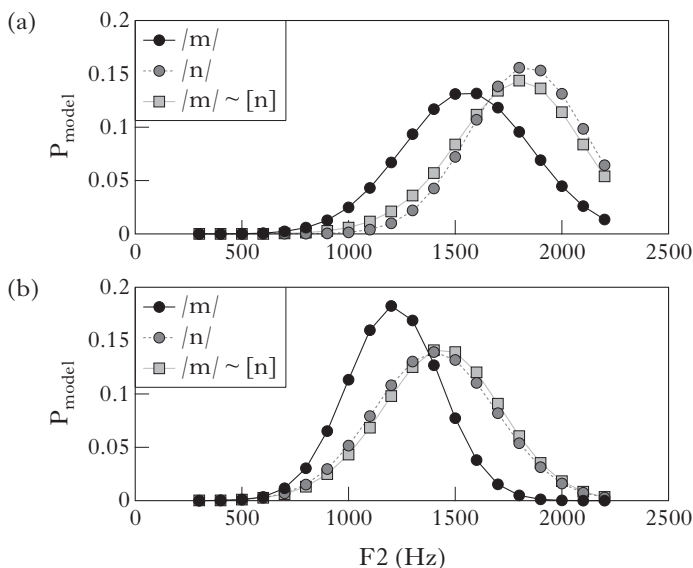 (a)
/m/
/n/
/m/ ~ [n]
P_model
0.2
0.15
0.1
0.05
0
0 500 1000 1500 2000 2500
(b)
/m/
/n/
/m/ ~ [n]
P_model
0.2
0.15
0.1
0.05
0
0 500 1000 1500 2000 2500
F2 (Hz)